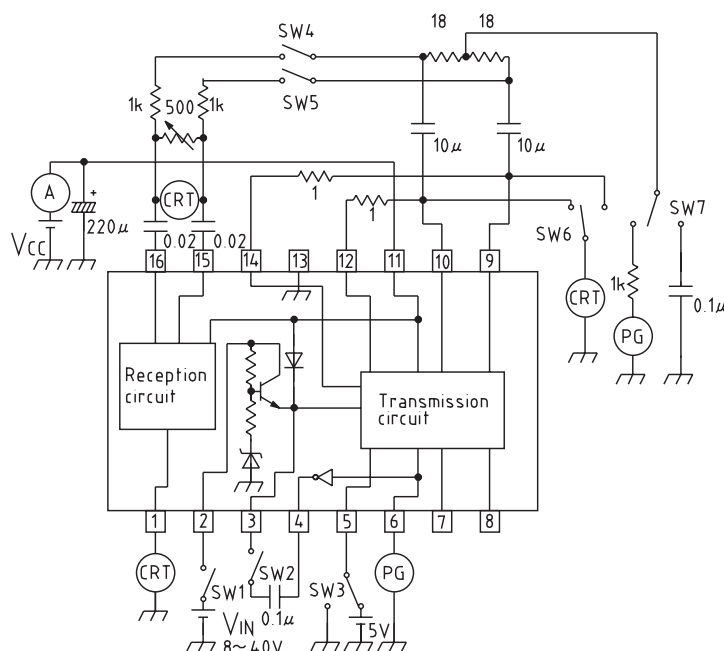 18 18
SW4
SW5
1k 500 1k
10μ 10μ
A
+
220μ
CRT
VCC
0.02 0.02
1
1
SW6
SW7
CRT
1k
PG
0.1μ
16 15 14 13 12 11 10 9
Reception
circuit
Transmission
circuit
1 2 3 4 5 6 7 8
CRT
SW1
SW2
0.1μ
SW3
PG
VIN
8~40V
5V